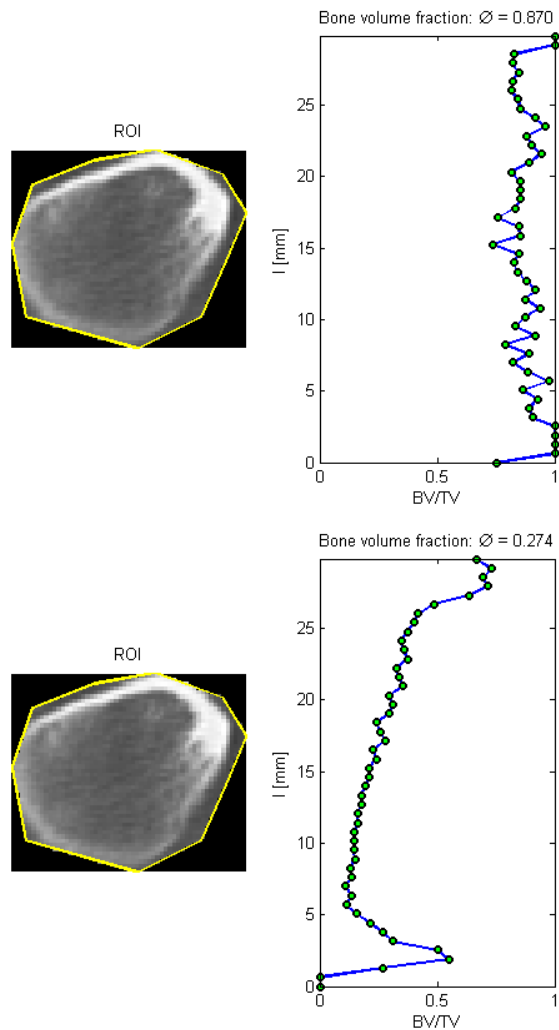 Bone volume fraction: ∅ = 0.870
ROI
25
20
15
10
5
0
l [mm]
0 0.5 1
BV/TV
Bone volume fraction: ∅ = 0.274
ROI
25
20
15
10
5
0
l [mm]
0 0.5 1
BV/TV